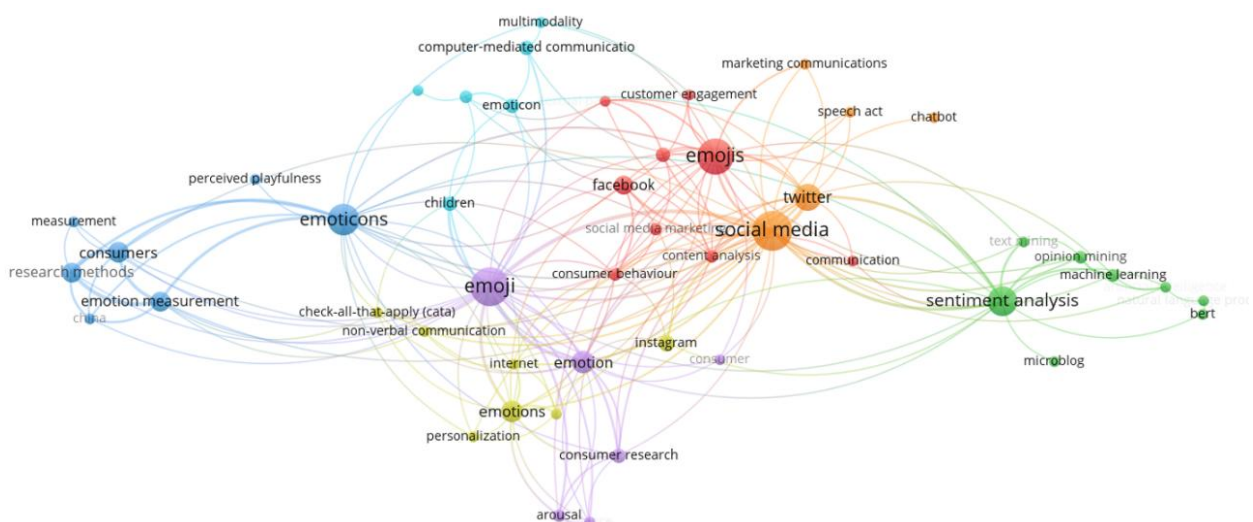 multimodality
computer-mediated communicatio
marketing communications
customer engagement
emoticon
speech act
chatbot
emojis
perceived playfulness
facebook
twitter
children
measurement
emoticons
social media marketing
social media
text mining
consumers
content analysis
opinion mining
research methods
consumer behaviour
communication
machine learning
emoji
emotion measurement
sentiment analysis
natural language proc
check-all-that-apply (cata)
bert
china
non-verbal communication
instagram
internet
emotion
consumer
microblog
emotions
personalization
consumer research
arousal